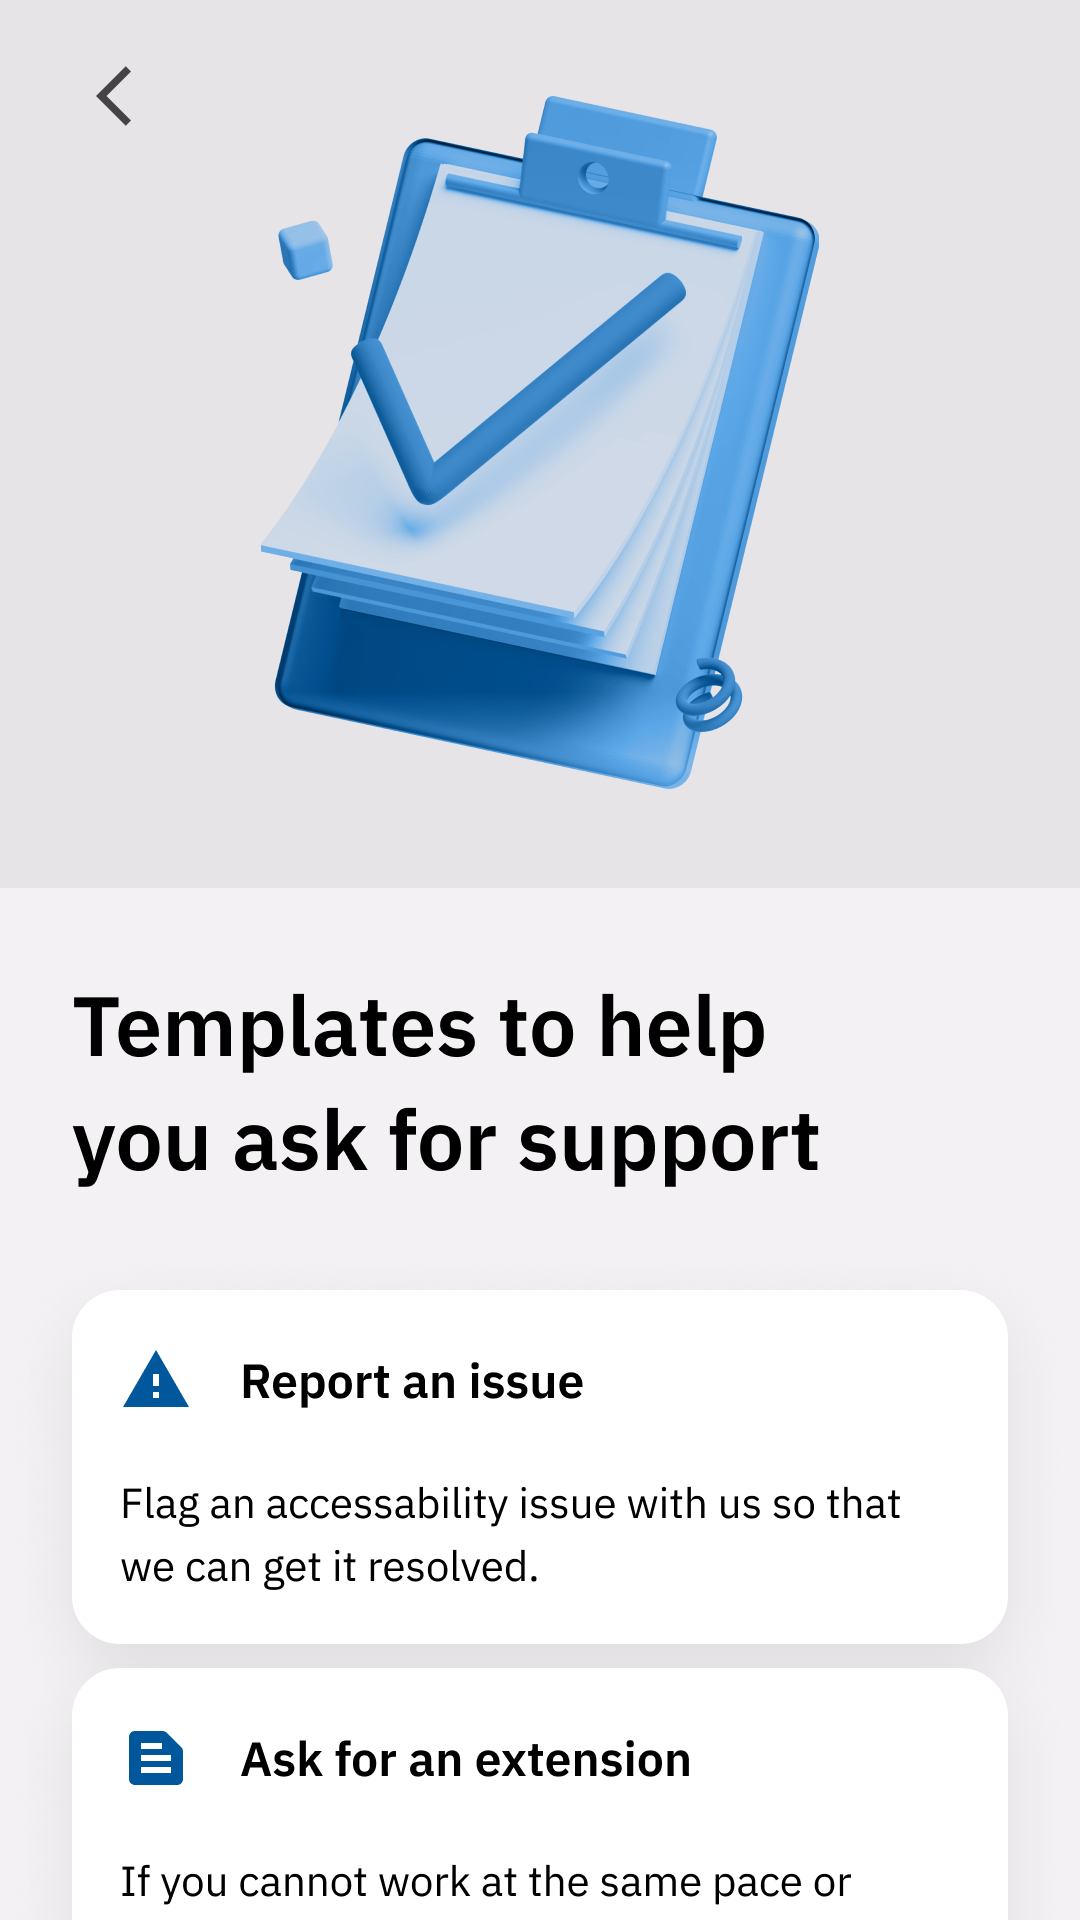 Templates to help
you ask for support
Report an issue
Flag an accessability issue with us so that
we can get it resolved.
Ask for an extension
If you cannot work at the same pace or